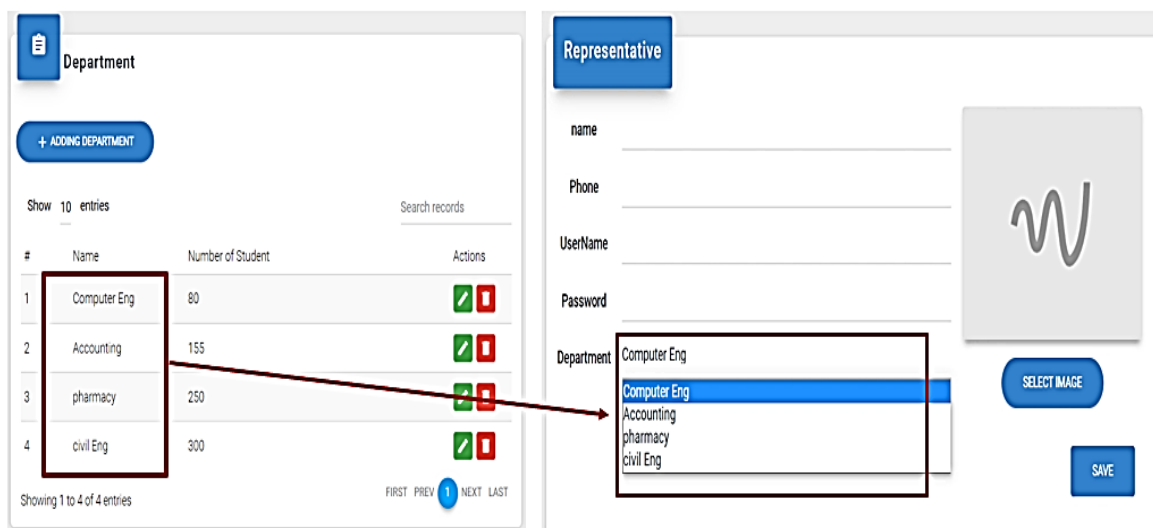 Department
+ ADDING DEPARTMENT
Show 10 entries
Search records
# Name Number of Student Actions
1 Computer Eng 80
2 Accounting 155
3 pharmacy 250
4 civil Eng 300
Showing 1 to 4 of 4 entries
FIRST PREV 1 NEXT LAST
Representative
name
Phone
UserName
Password
Department Computer Eng
Computer Eng
Accounting
pharmacy
civil Eng
SELECT IMAGE
SAVE